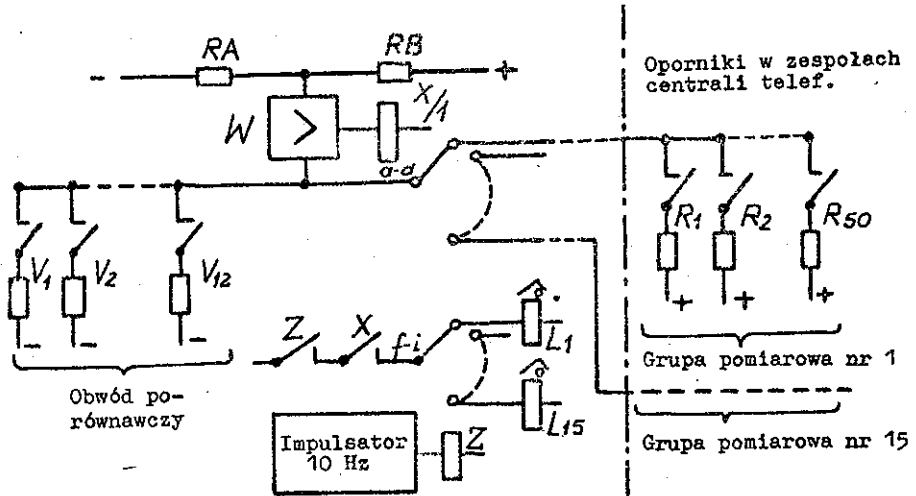 RA
RB
-
+
X/1
W
>
a-d
Oporniki w zespołach
centrali telef.
R1
R2
R50
+
+
+
V1
V2
V12
-
-
-
Z
X
f-i
L1
L15
Obwód po-
równawczy
Impulsator
10 Hz
Z
Grupa pomiarowa nr 1
Grupa pomiarowa nr 15